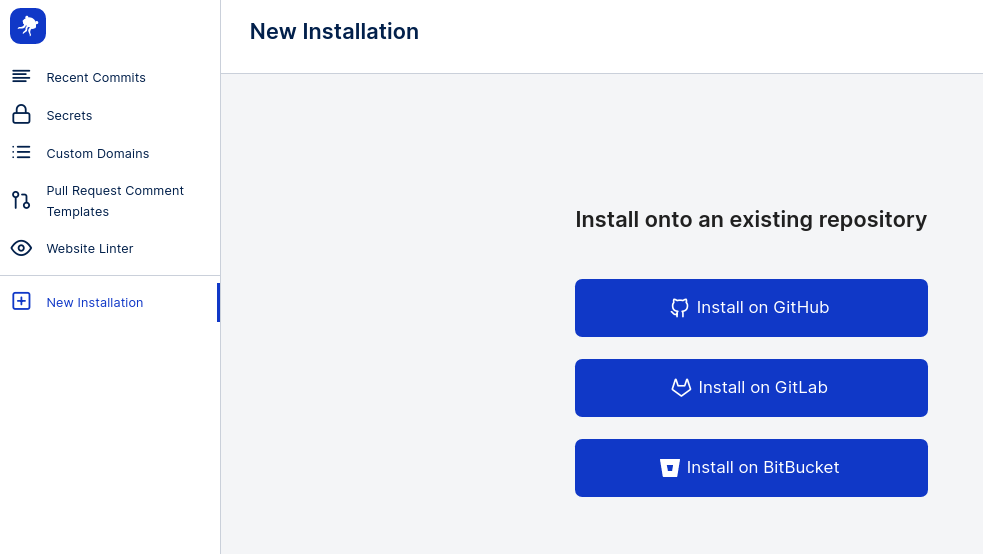 New Installation
Recent Commits
Secrets
Custom Domains
Pull Request Comment
Templates
Website Linter
New Installation
Install onto an existing repository
Install on GitHub
Install on GitLab
Install on BitBucket